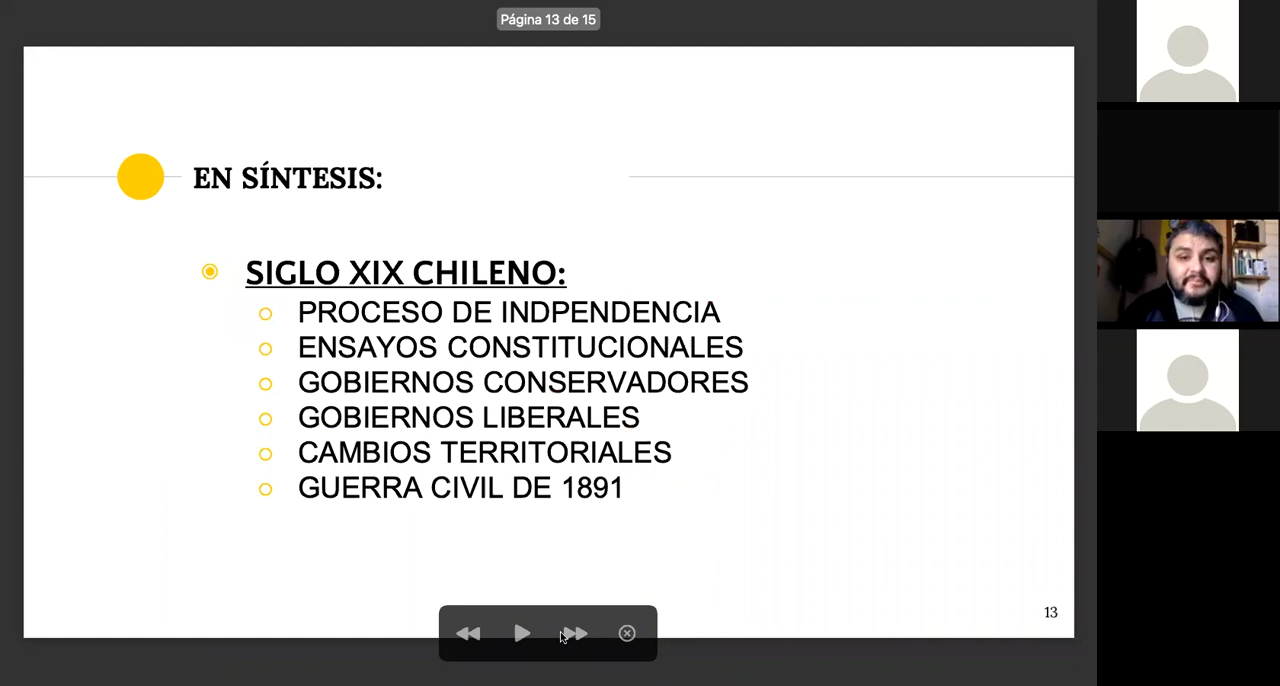 Página 13 de 15
EN SÍNTESIS:
SIGLO XIX CHILENO:
PROCESO DE INDPENDENCIA
ENSAYOS CONSTITUCIONALES
GOBIERNOS CONSERVADORES
GOBIERNOS LIBERALES
CAMBIOS TERRITORIALES
GUERRA CIVIL DE 1891
13